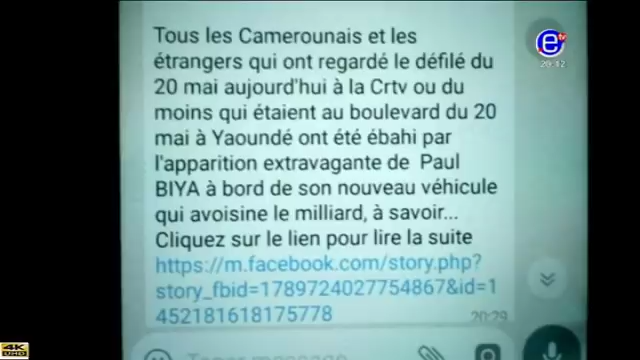 Tous les Camerounais et les
étrangers qui ont regardé le défilé du
20 mai aujourd'hui à la Crtv ou du
moins qui étaient au boulevard du 20
mai à Yaoundé ont été ébahi par
l'apparition extravagante de Paul
BIYA à bord de son nouveau véhicule
qui avoisine le milliard, à savoir...
Cliquez sur le lien pour lire la suite
https://m.facebook.com/story.php?
story_fbid=1789724027754867&id=1
452181618175778
20:29
Taper message
e tv
20:12
4K
UHD